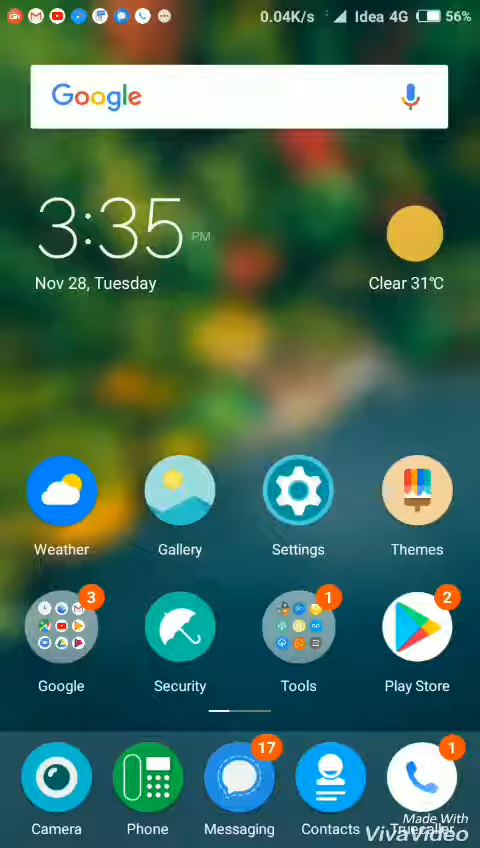 0.04K/s Idea 4G 56%
Google
3:35 PM
Nov 28, Tuesday
Clear 31℃
Weather Gallery Settings Themes
3 1 2
Google Security Tools Play Store
17 1
Camera Phone Messaging Contacts Truecaller
Made With
VivaVideo